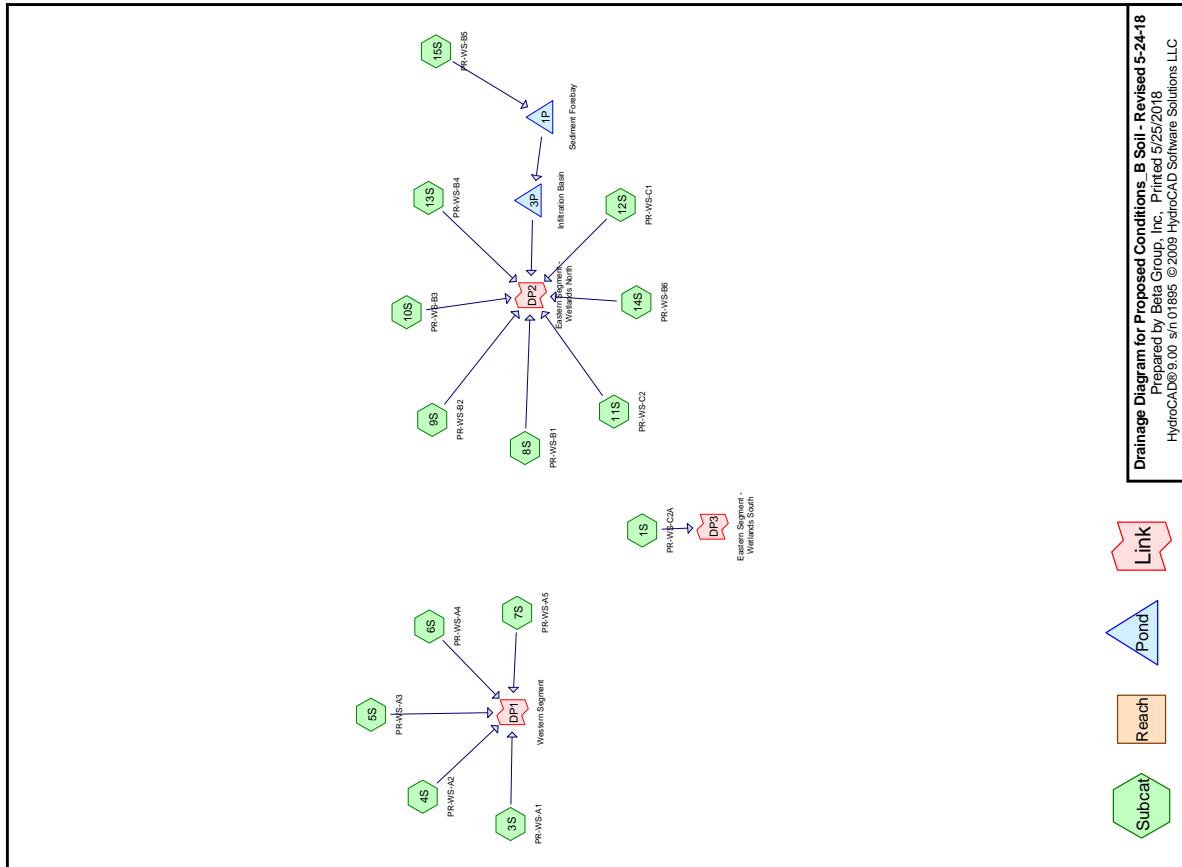 5S
PR-WS-A3
4S
PR-WS-A2
6S
PR-WS-A4
3S
PR-WS-A1
7S
PR-WS-A5
DP1
Western Segment
1S
PR-WS-C2A
DP3
Eastern Segment -
Wetlands South
10S
PR-WS-B3
9S
PR-WS-B2
13S
PR-WS-B4
15S
PR-WS-B5
8S
PR-WS-B1
DP2
Eastern Segment -
Wetlands North
3P
Infiltration Basin
1P
Sediment Forebay
11S
PR-WS-C2
14S
PR-WS-B6
12S
PR-WS-C1
Subcat
Reach
Pond
Link
Drainage Diagram for Proposed Conditions_B Soil - Revised 5-24-18
Prepared by Beta Group, Inc, Printed 5/25/2018
HydroCAD® 9.00 s/n 01895 © 2009 HydroCAD Software Solutions LLC